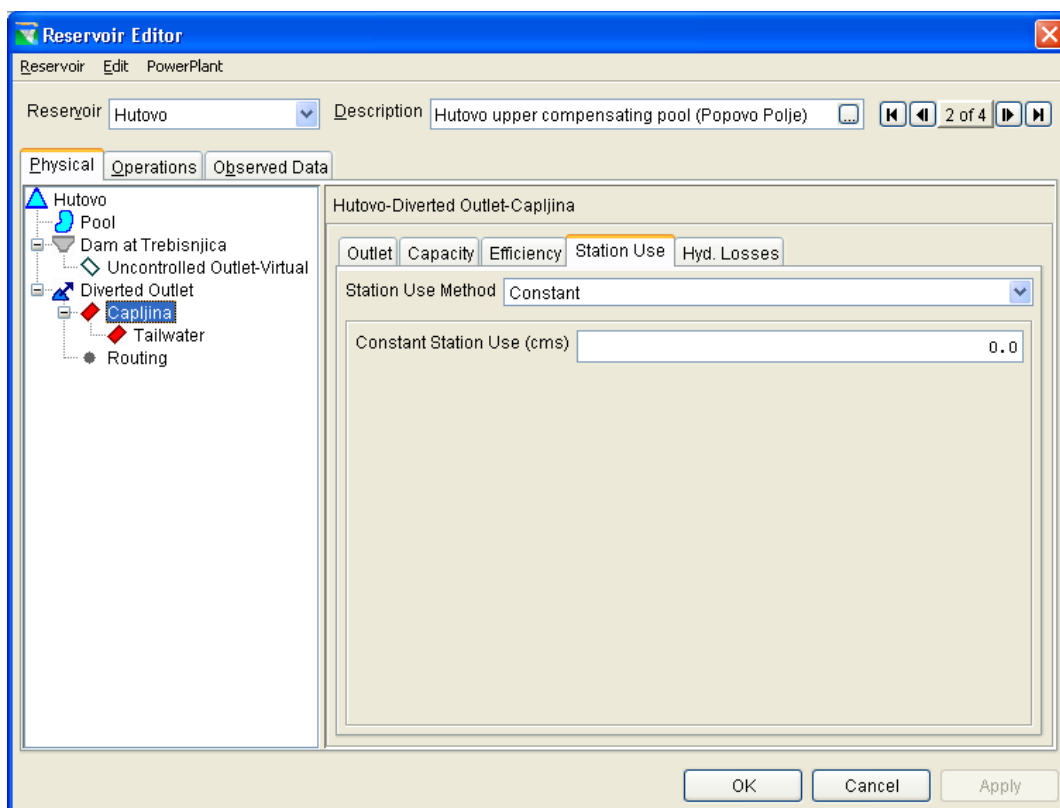 Reservoir Editor
Reservoir Edit PowerPlant
Reservoir Hutovo Description Hutovo upper compensating pool (Popovo Polje) ... 2 of 4
Physical Operations Observed Data
Hutovo
Pool
Dam at Trebisnjica
Uncontrolled Outlet-Virtual
Diverted Outlet
Capljina
Tailwater
Routing
Hutovo-Diverted Outlet-Capljina
Outlet Capacity Efficiency Station Use Hyd. Losses
Station Use Method Constant
Constant Station Use (cms) 0.0
OK Cancel Apply